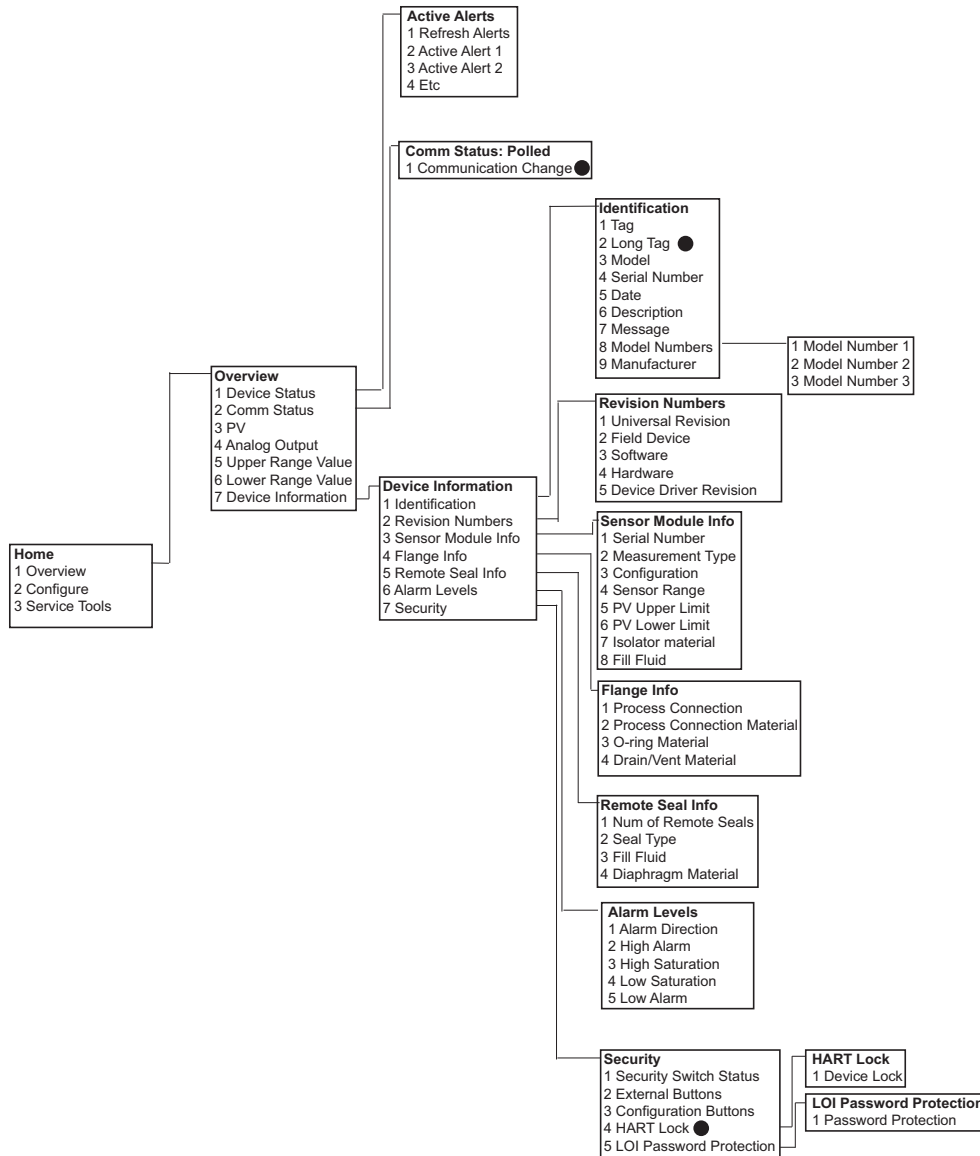 Active Alerts
1 Refresh Alerts
2 Active Alert 1
3 Active Alert 2
4 Etc
Comm Status: Polled
1 Communication Change
Identification
1 Tag
2 Long Tag
3 Model
4 Serial Number
5 Date
6 Description
7 Message
8 Model Numbers
9 Manufacturer
1 Model Number 1
2 Model Number 2
3 Model Number 3
Overview
1 Device Status
2 Comm Status
3 PV
4 Analog Output
5 Upper Range Value
6 Lower Range Value
7 Device Information
Revision Numbers
1 Universal Revision
2 Field Device
3 Software
4 Hardware
5 Device Driver Revision
Device Information
1 Identification
2 Revision Numbers
3 Sensor Module Info
4 Flange Info
5 Remote Seal Info
6 Alarm Levels
7 Security
Home
1 Overview
2 Configure
3 Service Tools
Sensor Module Info
1 Serial Number
2 Measurement Type
3 Configuration
4 Sensor Range
5 PV Upper Limit
6 PV Lower Limit
7 Isolator material
8 Fill Fluid
Flange Info
1 Process Connection
2 Process Connection Material
3 O-ring Material
4 Drain/Vent Material
Remote Seal Info
1 Num of Remote Seals
2 Seal Type
3 Fill Fluid
4 Diaphragm Material
Alarm Levels
1 Alarm Direction
2 High Alarm
3 High Saturation
4 Low Saturation
5 Low Alarm
Security
1 Security Switch Status
2 External Buttons
3 Configuration Buttons
4 HART Lock
5 LOI Password Protection
HART Lock
1 Device Lock
LOI Password Protection
1 Password Protection